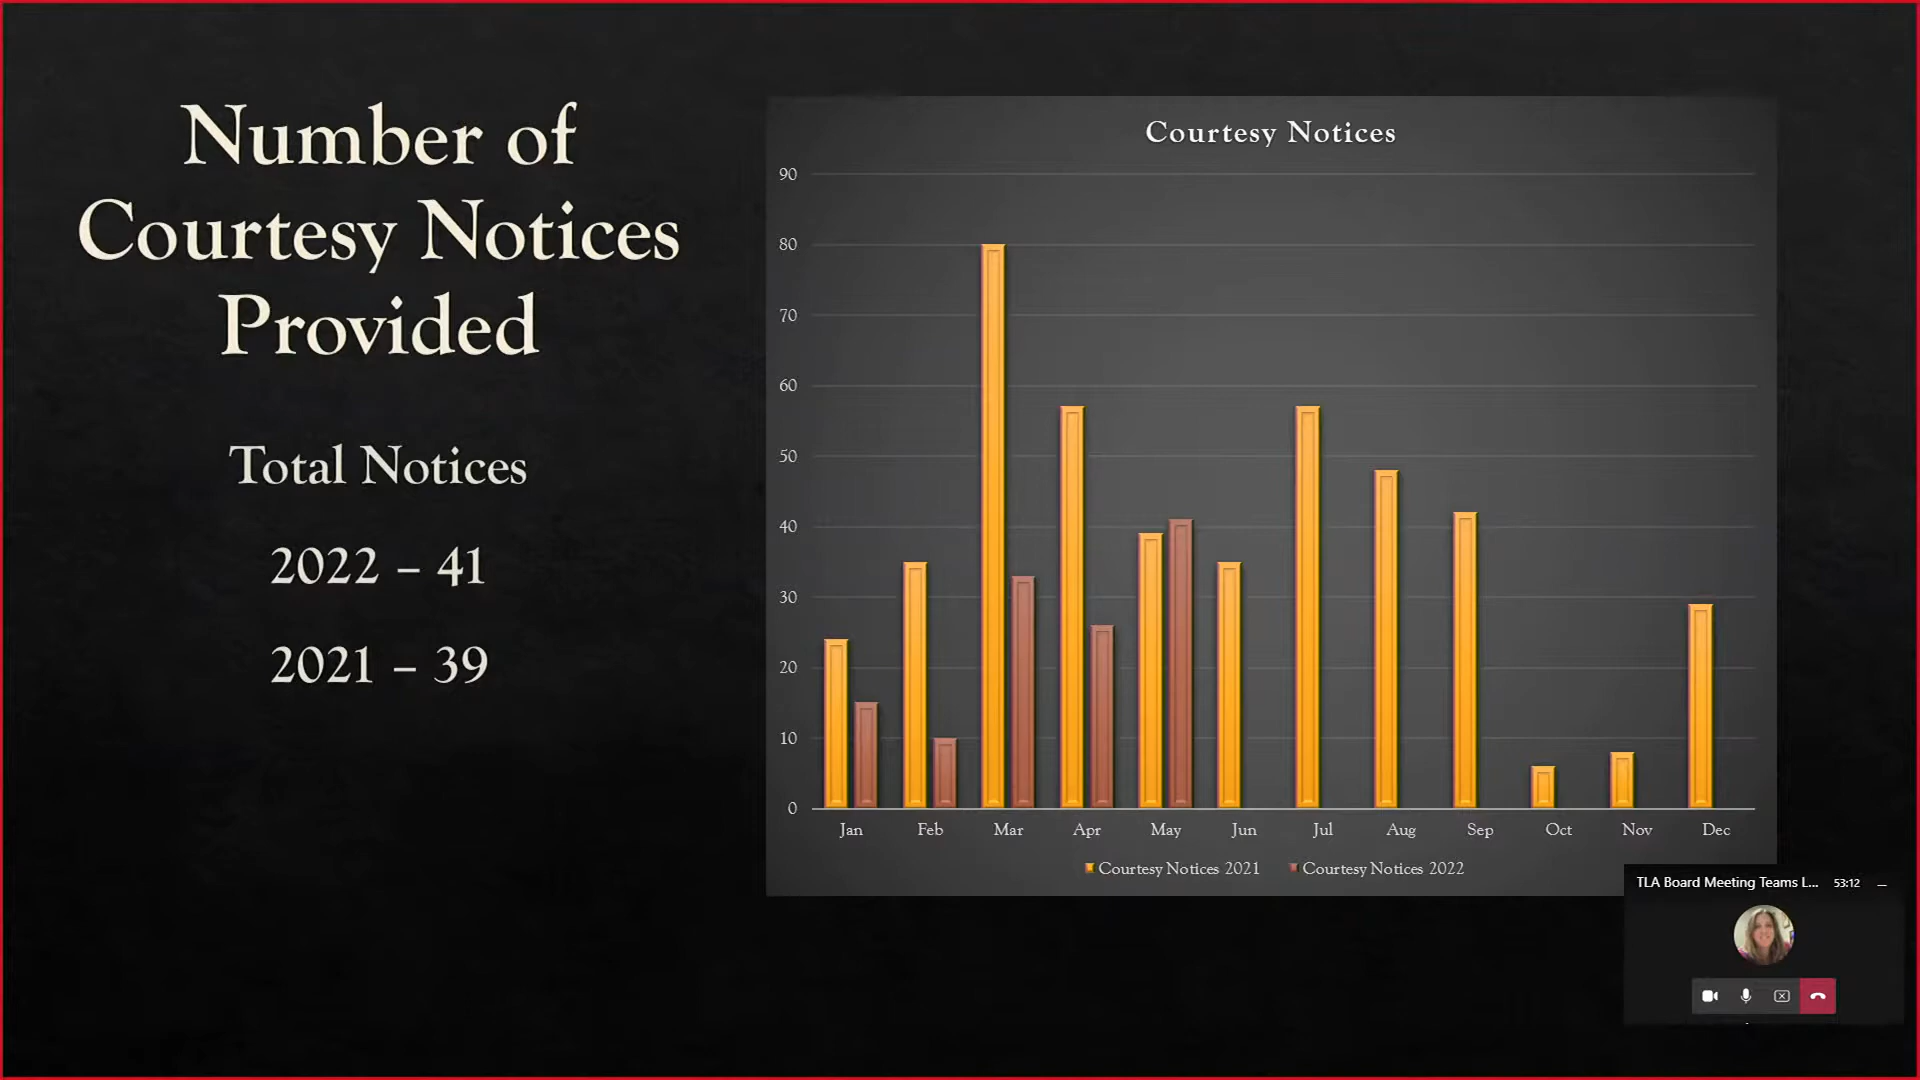 Number of
Courtesy Notices
Provided
Total Notices
2022 – 41
2021 – 39
Courtesy Notices
90
80
70
60
50
40
30
20
10
0
Jan Feb Mar Apr May Jun Jul Aug Sep Oct Nov Dec
Courtesy Notices 2021 Courtesy Notices 2022
TLA Board Meeting Teams L... 53:12